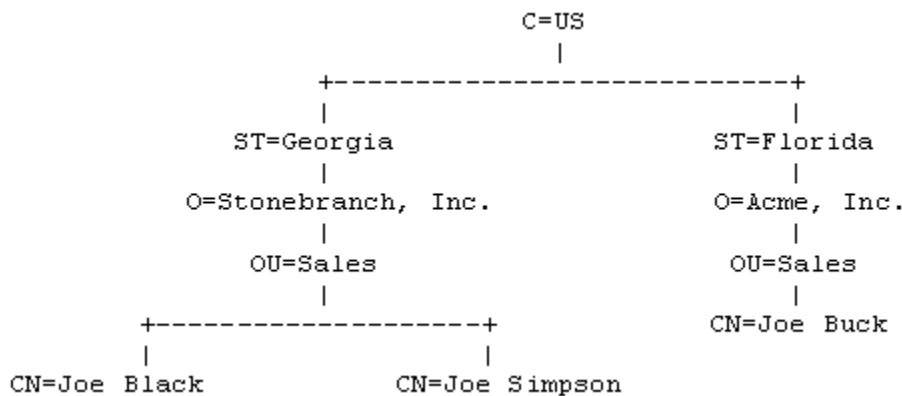 C=US
|
+----------------------------+
| |
ST=Georgia ST=Florida
| |
O=Stonebranch, Inc. O=Acme, Inc.
| |
OU=Sales OU=Sales
| |
+--------------------+ CN=Joe Buck
| |
CN=Joe Black CN=Joe Simpson